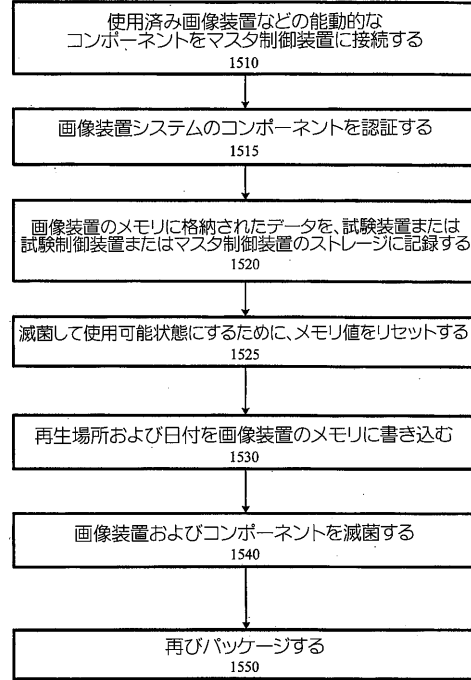 使用済み画像装置などの能動的な
コンポーネントをマスタ制御装置に接続する
1510
画像装置システムのコンポーネントを認証する
1515
画像装置のメモリに格納されたデータを、試験装置または
試験制御装置またはマスタ制御装置のストレージに記録する
1520
滅菌して使用可能状態にするために、メモリ値をリセットする
1525
再生場所および日付を画像装置のメモリに書き込む
1530
画像装置およびコンポーネントを滅菌する
1540
再びパッケージする
1550